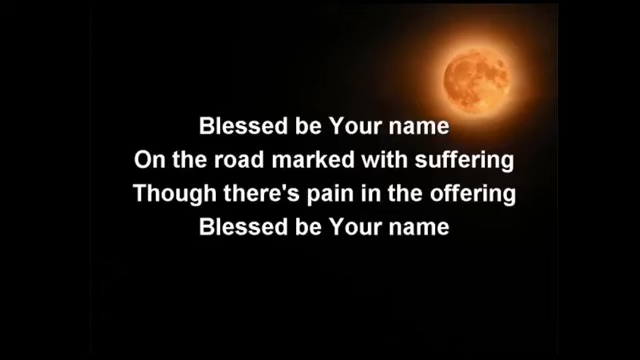 Blessed be Your name
On the road marked with suffering
Though there's pain in the offering
Blessed be Your name